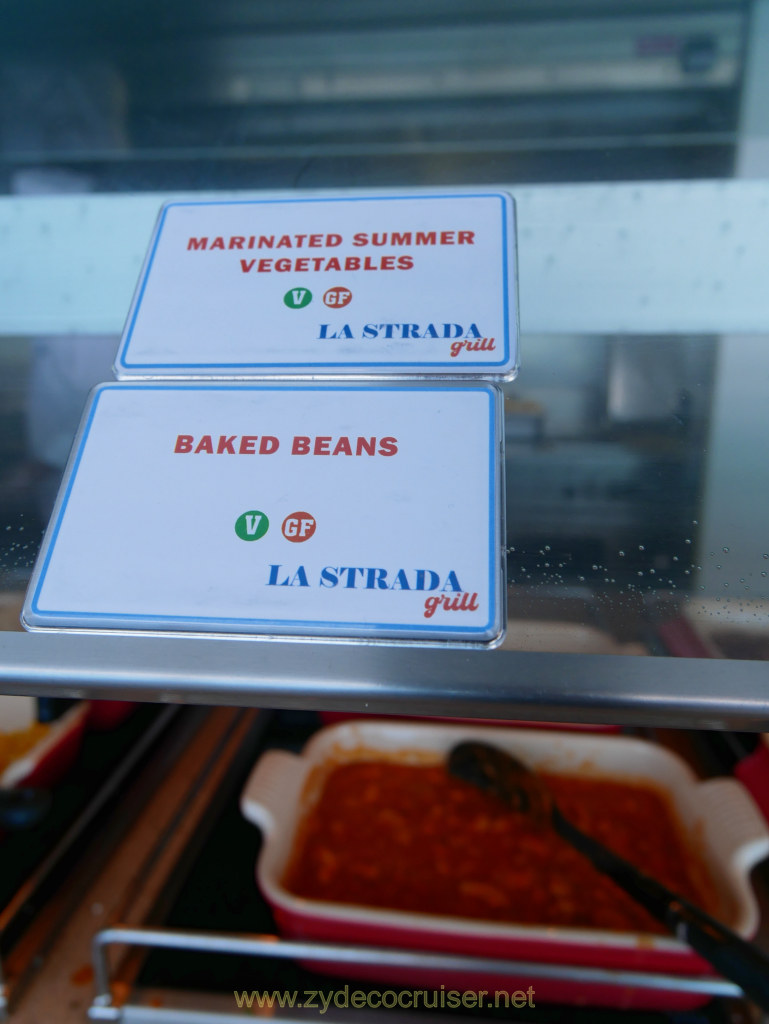 MARINATED SUMMER
VEGETABLES
V GF
LA STRADA
grill
BAKED BEANS
V GF
LA STRADA
grill
www.zydecocruiser.net